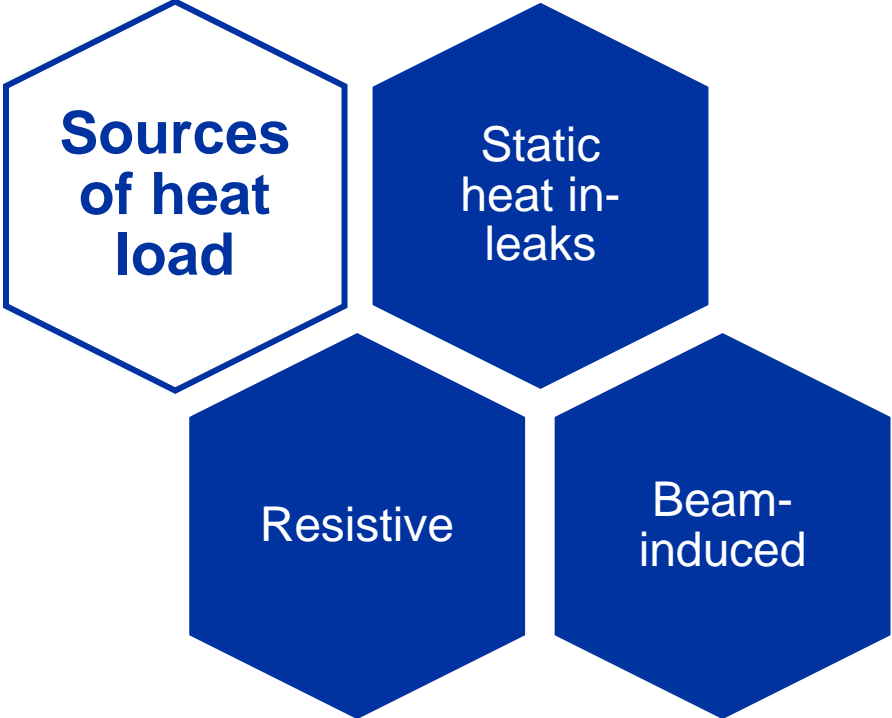 Sources
of heat
load
Static
heat in-
leaks
Resistive
Beam-
induced